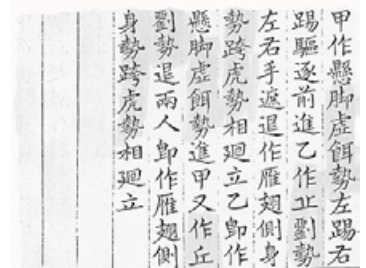 甲作懸脚虛餌勢左踢右
踢驅逐前進乙作丘劉勢
左右手遮退作雁翅側身
勢跨虎勢相廻立乙卽作
懸脚虛餌勢進甲又作丘
劉勢退兩人卽作雁翅側
身勢跨虎勢相廻立